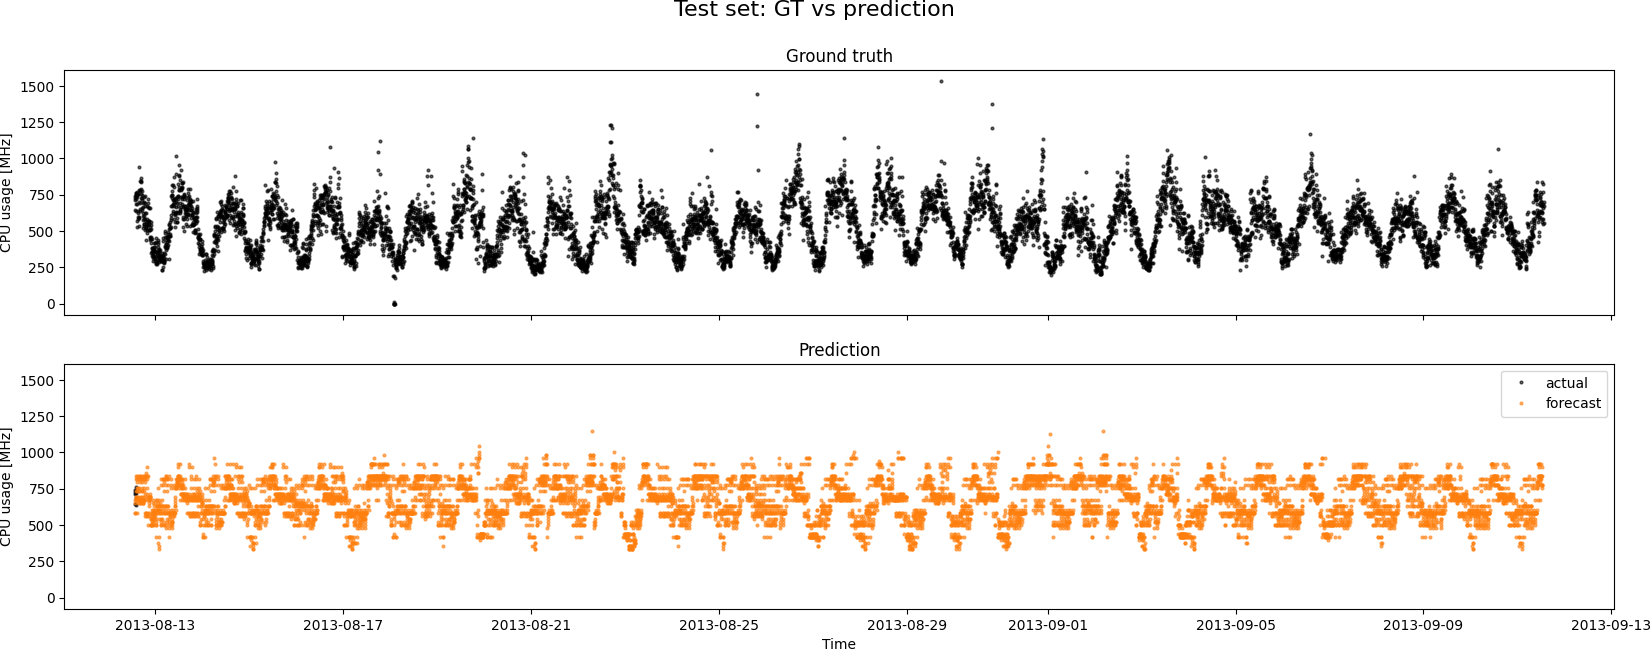 Test set: GT vs prediction
Ground truth
1500
1250
1000
750
500
250
0
CPU usage [MHz]
Prediction
1500
1250
1000
750
500
250
0
CPU usage [MHz]
actual
forecast
2013-08-13 2013-08-17 2013-08-21 2013-08-25 2013-08-29 2013-09-01 2013-09-05 2013-09-09 2013-09-13
Time